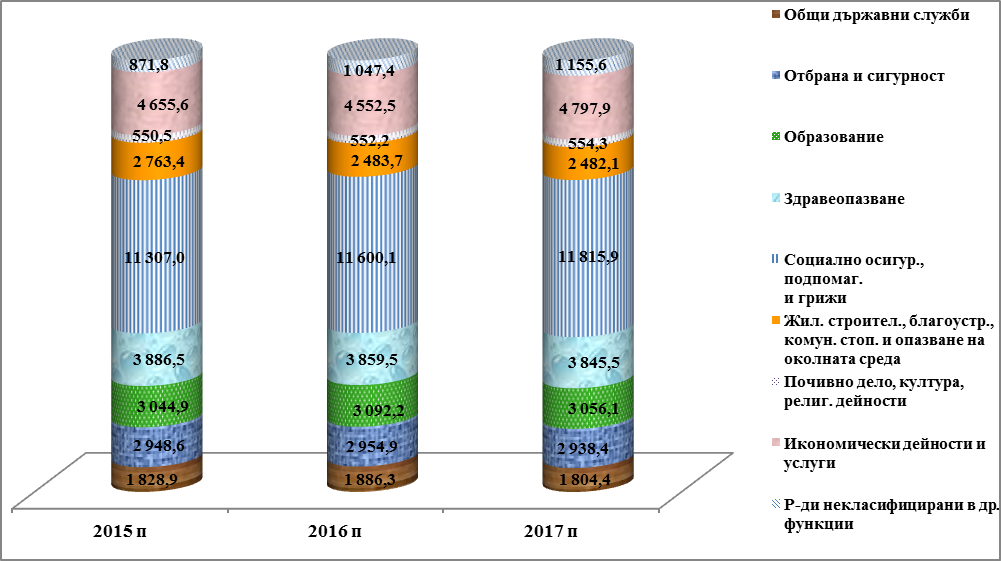 871,8
4 655,6
550,5
2 763,4
11 307,0
3 886,5
3 044,9
2 948,6
1 828,9
2015 п
1 047,4
4 552,5
552,2
2 483,7
11 600,1
3 859,5
3 092,2
2 954,9
1 886,3
2016 п
1 155,6
4 797,9
554,3
2 482,1
11 815,9
3 845,5
3 056,1
2 938,4
1 804,4
2017 п
Общи държавни служби
Отбрана и сигурност
Образование
Здравеопазване
Социално осигур.,
подпомаг.
и грижи
Жил. строител., благоустр.,
комун. стоп. и опазване на
околната среда
Почивно дело, култура,
религ. дейности
Икономически дейности и
услуги
Р-ди некласифицирани в др.
функции